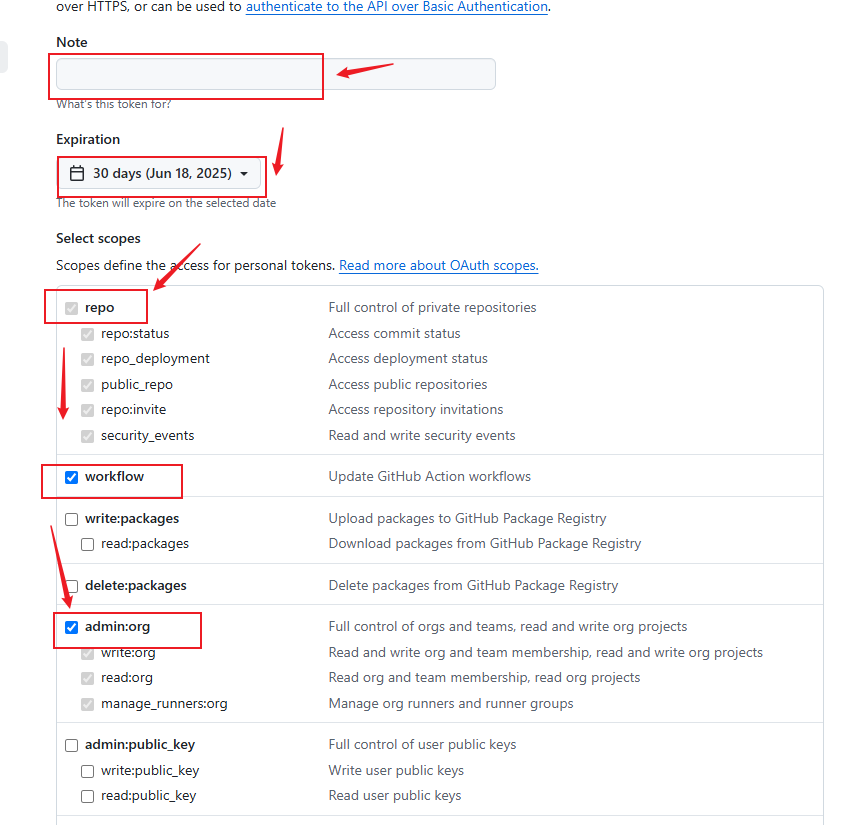 over HTTPS, or can be used to authenticate to the API over Basic Authentication.
Note
What's this token for?
Expiration
30 days (Jun 18, 2025)
The token will expire on the selected date
Select scopes
Scopes define the access for personal tokens. Read more about OAuth scopes.
repo Full control of private repositories
repo:status Access commit status
repo_deployment Access deployment status
public_repo Access public repositories
repo:invite Access repository invitations
security_events Read and write security events
workflow Update GitHub Action workflows
write:packages Upload packages to GitHub Package Registry
read:packages Download packages from GitHub Package Registry
delete:packages Delete packages from GitHub Package Registry
admin:org Full control of orgs and teams, read and write org projects
write:org Read and write org and team membership, read and write org projects
read:org Read org and team membership, read org projects
manage_runners:org Manage org runners and runner groups
admin:public_key Full control of user public keys
write:public_key Write user public keys
read:public_key Read user public keys